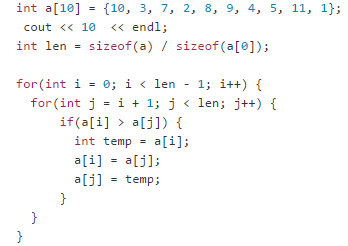 int a[10] = {10, 3, 7, 2, 8, 9, 4, 5, 11, 1};
 cout << 10  << endl;
int len = sizeof(a) / sizeof(a[0]);

for(int i = 0; i < len - 1; i++) {
  for(int j = i + 1; j < len; j++) {
      if(a[i] > a[j]) {
        int temp = a[i];
        a[i] = a[j];
        a[j] = temp;
      }
  }
}